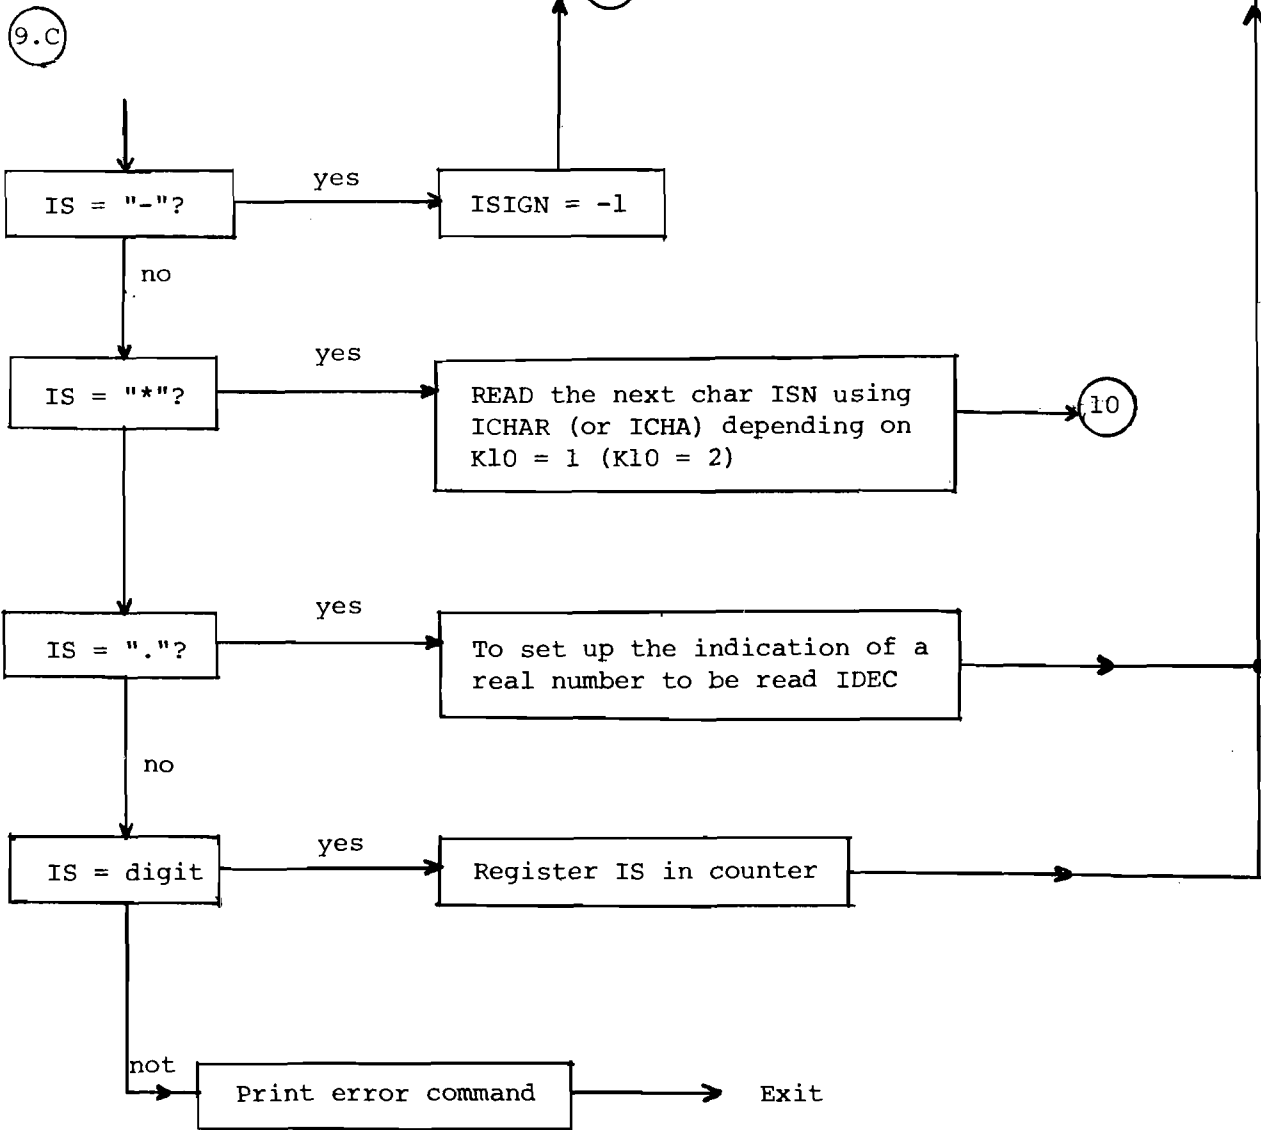 9.C
yes
IS = "-"?
ISIGN = -1
no
yes
IS = "*"?
READ the next char ISN using
ICHAR (or ICHA) depending on
K10 = 1 (K10 = 2)
10
yes
IS = "."?
To set up the indication of a
real number to be read IDEC
no
yes
IS = digit
Register IS in counter
not
Print error command
Exit